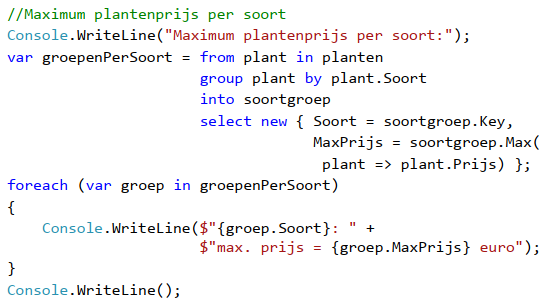 //Maximum plantenprijs per soort
Console.WriteLine("Maximum plantenprijs per soort:");
var groepenPerSoort = from plant in planten
                      group plant by plant.Soort
                      into soortgroep
                      select new { Soort = soortgroep.Key,
                                   MaxPrijs = soortgroep.Max(
                                    plant => plant.Prijs) };
foreach (var groep in groepenPerSoort)
{
    Console.WriteLine($"{groep.Soort}: " +
                      $"max. prijs = {groep.MaxPrijs} euro");
}
Console.WriteLine();